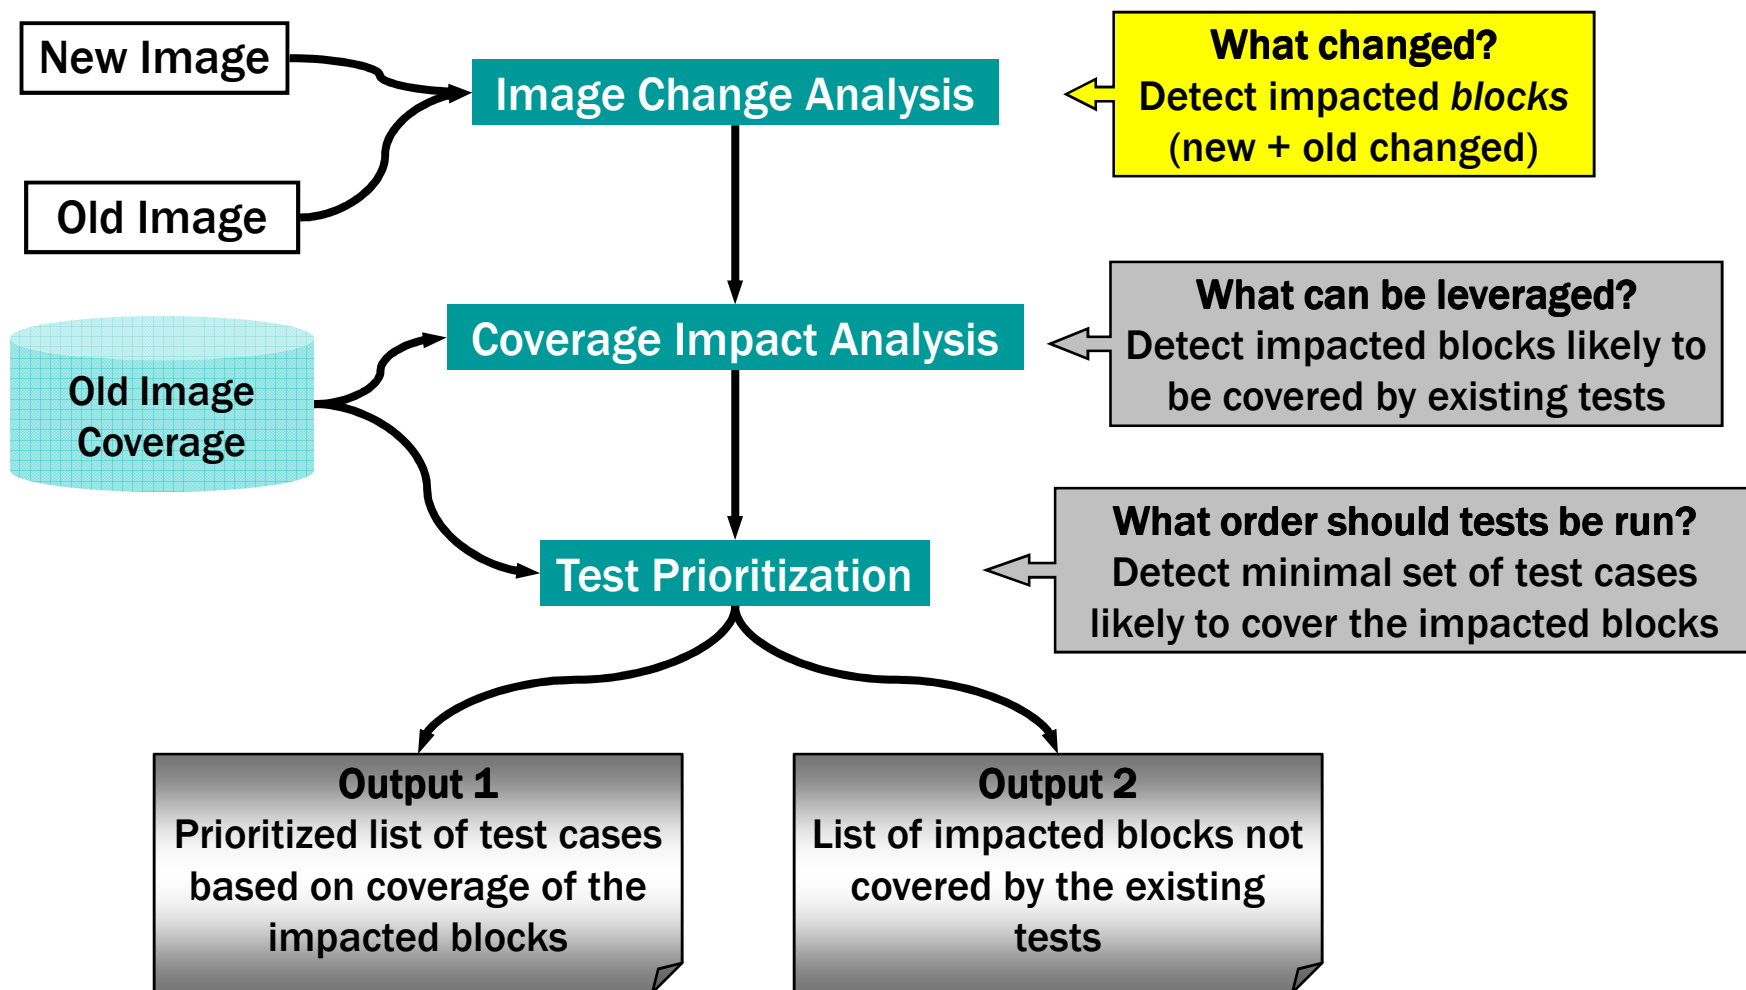 New Image
Image Change Analysis
What changed?
Detect impacted blocks
(new + old changed)
Old Image
Old Image
Coverage
Coverage Impact Analysis
What can be leveraged?
Detect impacted blocks likely to
be covered by existing tests
Test Prioritization
What order should tests be run?
Detect minimal set of test cases
likely to cover the impacted blocks
Output 1
Prioritized list of test cases
based on coverage of the
impacted blocks
Output 2
List of impacted blocks not
covered by the existing
tests